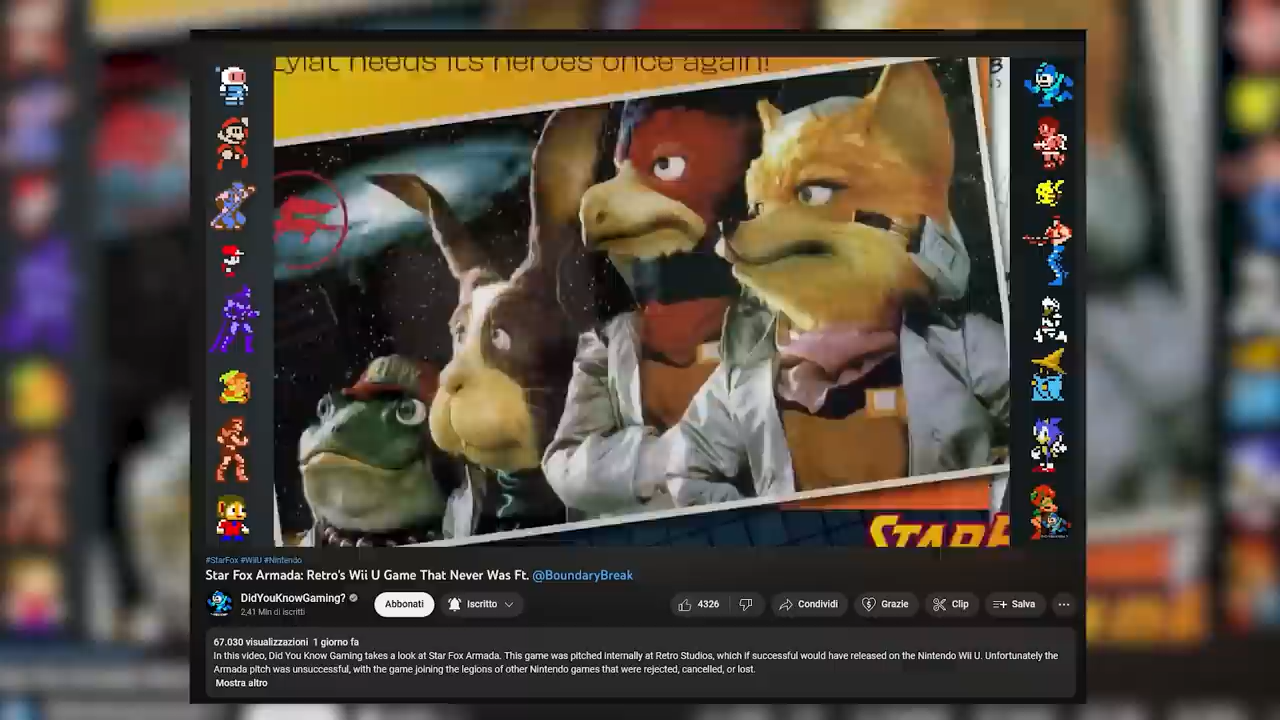 Lylat needs its heroes once again!
STARF
#StarFox #WiiU #Nintendo
Star Fox Armada: Retro's Wii U Game That Never Was Ft. @BoundaryBreak
DidYouKnowGaming?
2,41 Mln di iscritti
Abbonati
Iscritto
4326
Condividi
Grazie
Clip
Salva
67.030 visualizzazioni 1 giorno fa
In this video, Did You Know Gaming takes a look at Star Fox Armada. This game was pitched internally at Retro Studios, which if successful would have released on the Nintendo Wii U. Unfortunately the
Armada pitch was unsuccessful, with the game joining the legions of other Nintendo games that were rejected, cancelled, or lost.
Mostra altro